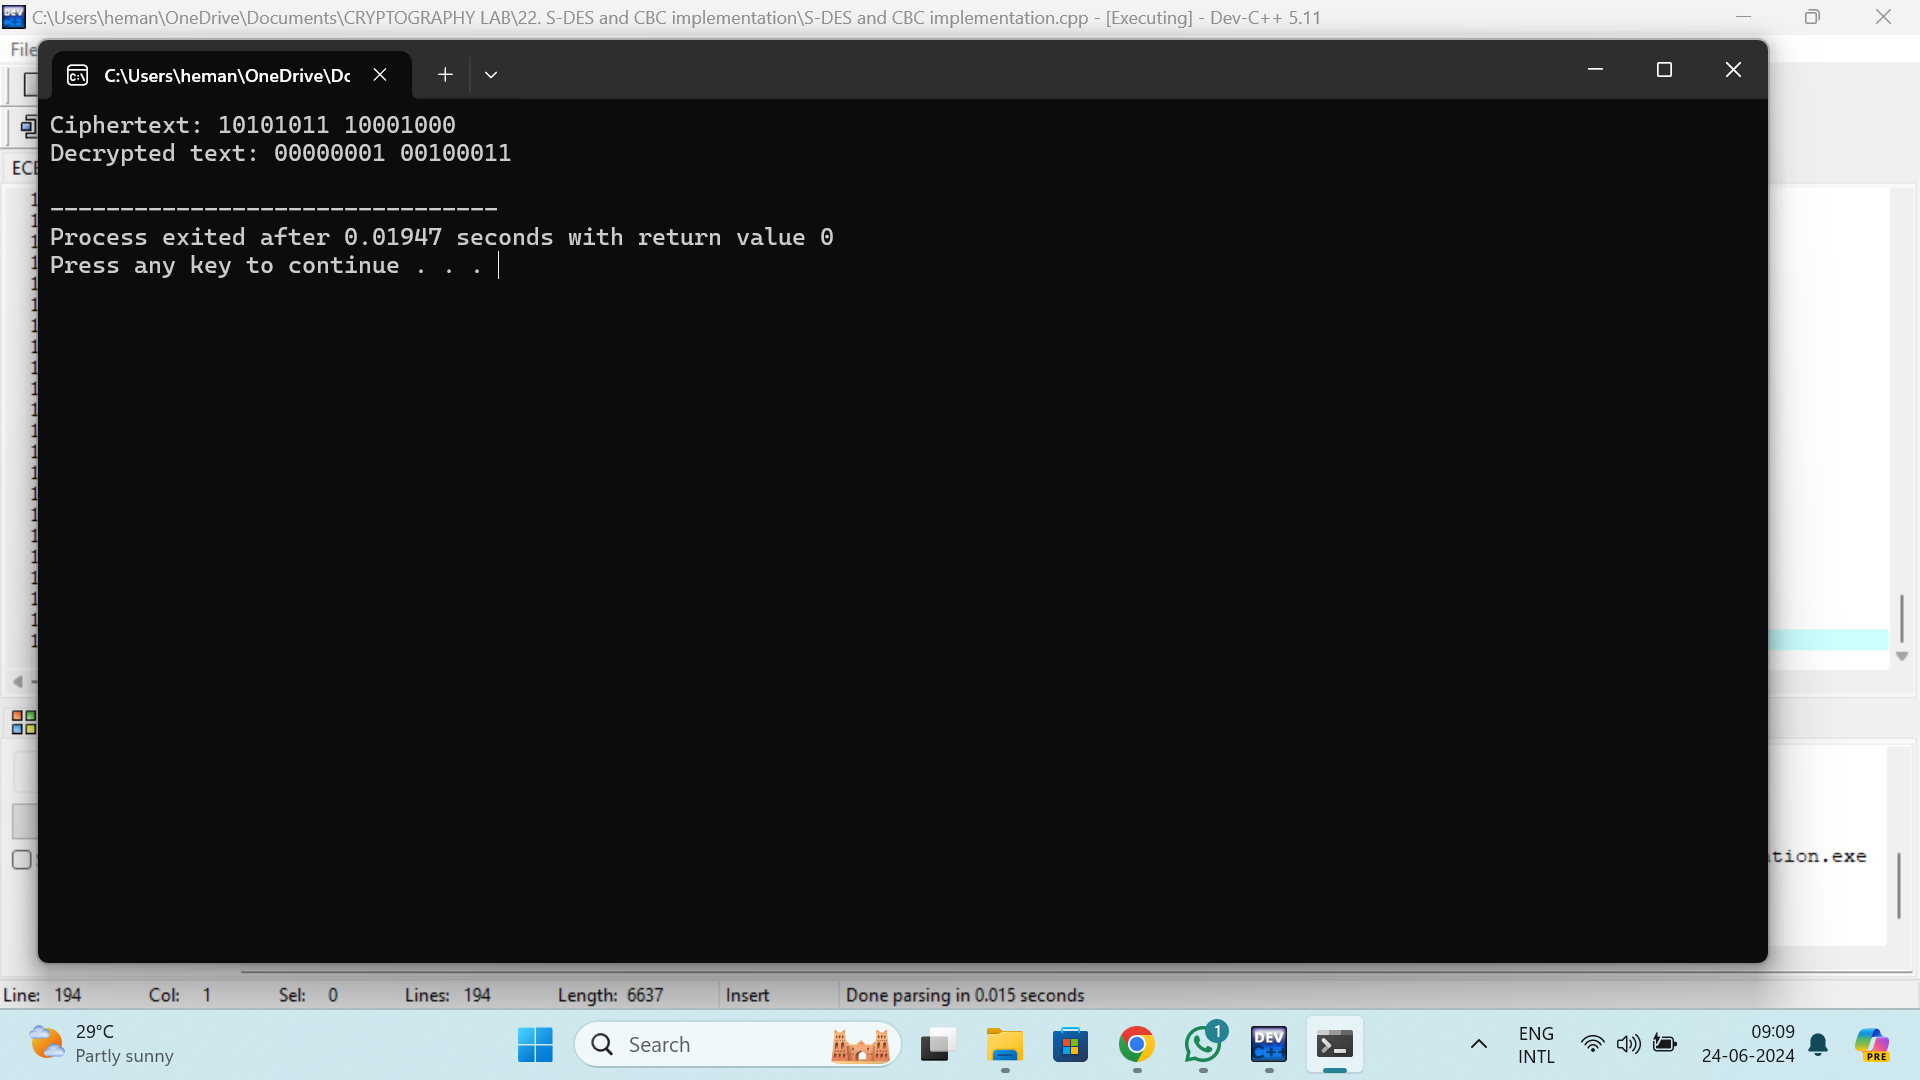 C:\Users\heman\OneDrive\Documents\CRYPTOGRAPHY LAB\22. S-DES and CBC implementation\S-DES and CBC implementation.cpp - [Executing] - Dev-C++ 5.11
File
C:\Users\heman\OneDrive\Dc
Ciphertext: 10101011 10001000
Decrypted text: 00000001 00100011
--------------------------------
Process exited after 0.01947 seconds with return value 0
Press any key to continue . . .
tion.exe
Line: 194 Col: 1 Sel: 0 Lines: 194 Length: 6637 Insert Done parsing in 0.015 seconds
29°C
Partly sunny
Search
1
DEV
C++
ENG
INTL
09:09
24-06-2024
PRE